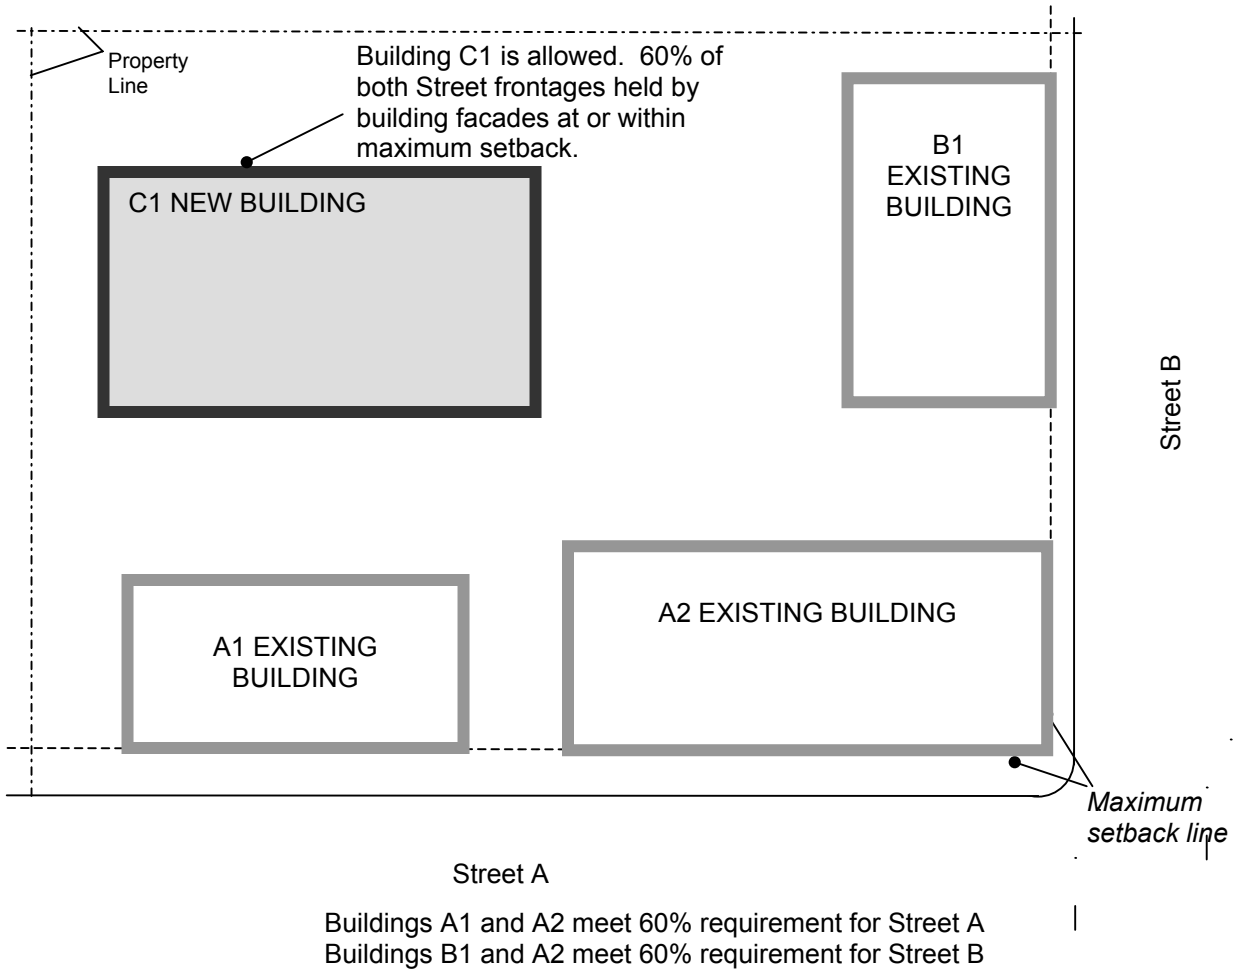 Property
Line
Building C1 is allowed.  60% of
both Street frontages held by
building facades at or within
maximum setback.
C1 NEW BUILDING
B1
EXISTING
BUILDING
Street B
A1 EXISTING
BUILDING
A2 EXISTING BUILDING
Maximum
setback line
Street A
Buildings A1 and A2 meet 60% requirement for Street A
Buildings B1 and A2 meet 60% requirement for Street B